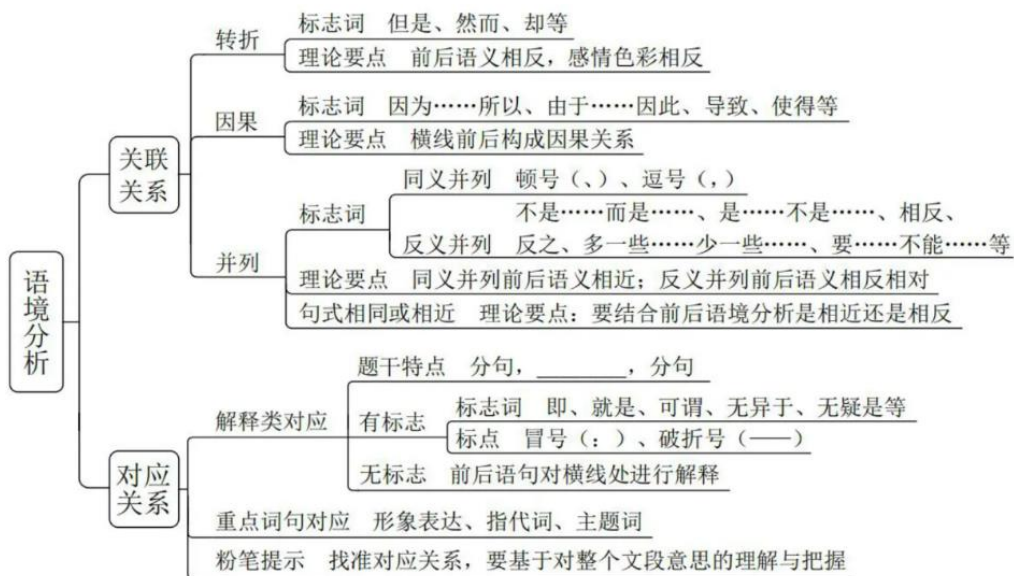 语境分析
关联关系
转折
标志词 但是、然而、却等
理论要点 前后语义相反，感情色彩相反
因果
标志词 因为……所以、由于……因此、导致、使得等
理论要点 横线前后构成因果关系
并列
标志词
同义并列 顿号（、）、逗号（，）
不是……而是……、是……不是……、相反、
反义并列 反之、多一些……少一些……、要……不能……等
理论要点 同义并列前后语义相近；反义并列前后语义相反相对
句式相同或相近 理论要点：要结合前后语境分析是相近还是相反
对应关系
解释类对应
题干特点 分句，________，分句
有标志
标志词 即、就是、可谓、无异于、无疑是等
标点 冒号（：）、破折号（——）
无标志 前后语句对横线处进行解释
重点词句对应 形象表达、指代词、主题词
粉笔提示 找准对应关系，要基于对整个文段意思的理解与把握